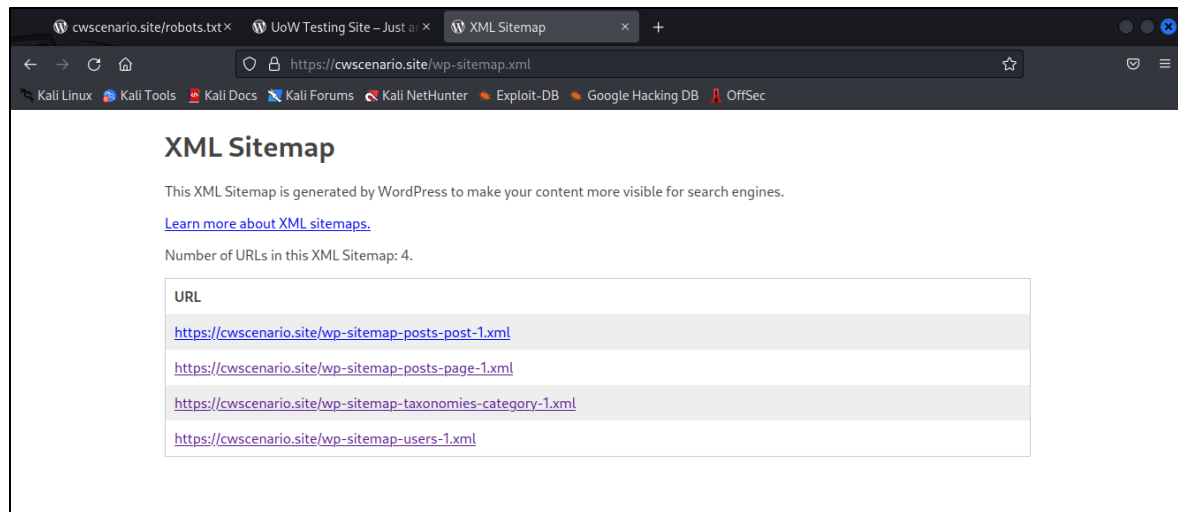 cwscenario.site/robots.txt
UoW Testing Site – Just a
XML Sitemap
https://cwscenario.site/wp-sitemap.xml
Kali Linux Kali Tools Kali Docs Kali Forums Kali NetHunter Exploit-DB Google Hacking DB OffSec
XML Sitemap
This XML Sitemap is generated by WordPress to make your content more visible for search engines.
Learn more about XML sitemaps.
Number of URLs in this XML Sitemap: 4.
URL
https://cwscenario.site/wp-sitemap-posts-post-1.xml
https://cwscenario.site/wp-sitemap-posts-page-1.xml
https://cwscenario.site/wp-sitemap-taxonomies-category-1.xml
https://cwscenario.site/wp-sitemap-users-1.xml